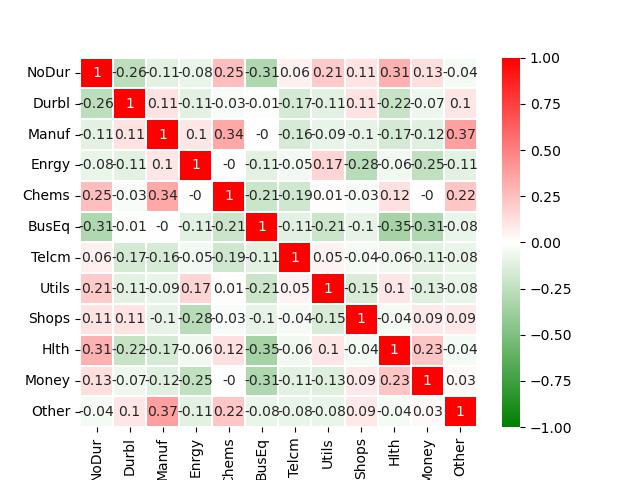 NoDur 1 -0.26 -0.11 -0.08 0.25 -0.31 0.06 0.21 0.11 0.31 0.13 -0.04
Durbl -0.26 1 0.11 -0.11 -0.03 -0.01 -0.17 -0.11 0.11 -0.22 -0.07 0.1
Manuf -0.11 0.11 1 0.1 0.34 -0 -0.16 -0.09 -0.1 -0.17 -0.12 0.37
Enrgy -0.08 -0.11 0.1 1 -0 -0.11 -0.05 0.17 -0.28 -0.06 -0.25 -0.11
Chems 0.25 -0.03 0.34 -0 1 -0.21 -0.19 0.01 -0.03 0.12 -0 0.22
BusEq -0.31 -0.01 -0 -0.11 -0.21 1 -0.11 -0.21 -0.1 -0.35 -0.31 -0.08
Telcm 0.06 -0.17 -0.16 -0.05 -0.19 -0.11 1 0.05 -0.04 -0.06 -0.11 -0.08
Utils 0.21 -0.11 -0.09 0.17 0.01 -0.21 0.05 1 -0.15 0.1 -0.13 -0.08
Shops 0.11 0.11 -0.1 -0.28 -0.03 -0.1 -0.04 -0.15 1 -0.04 0.09 0.09
Hlth 0.31 -0.22 -0.17 -0.06 0.12 -0.35 -0.06 0.1 -0.04 1 0.23 -0.04
Money 0.13 -0.07 -0.12 -0.25 -0 -0.31 -0.11 -0.13 0.09 0.23 1 0.03
Other -0.04 0.1 0.37 -0.11 0.22 -0.08 -0.08 -0.08 0.09 -0.04 0.03 1
NoDur Durbl Manuf Enrgy Chems BusEq Telcm Utils Shops Hlth Money Other
1.00
0.75
0.50
0.25
0.00
−0.25
−0.50
−0.75
−1.00